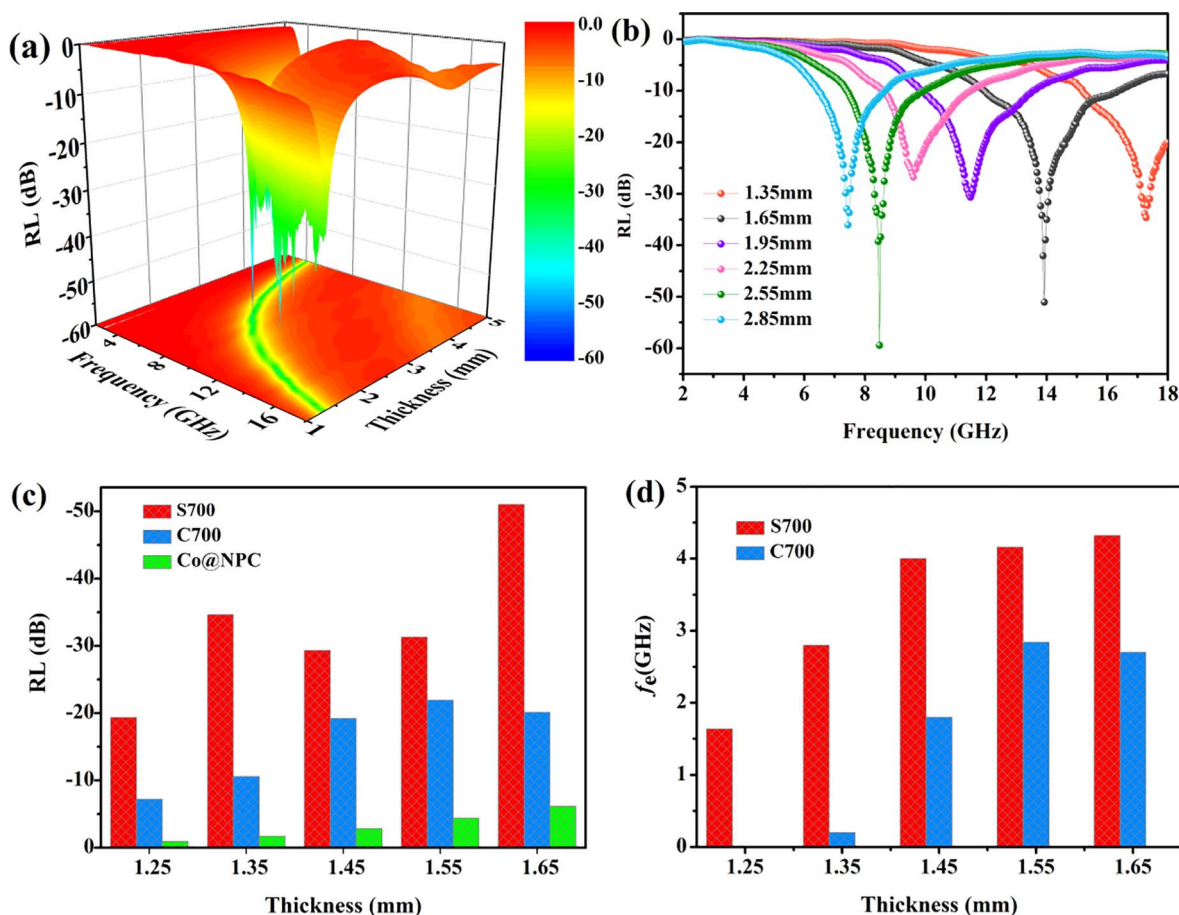 (a)
0
-10
-20
-30
-40
-50
-60
RL (dB)
4
8
12
16
Frequency (GHz)
1
2
3
4
5
Thickness (mm)
0.0
-10
-20
-30
-40
-50
-60
(b)
0
-10
-20
-30
-40
-50
-60
RL (dB)
1.35mm
1.65mm
1.95mm
2.25mm
2.55mm
2.85mm
2 4 6 8 10 12 14 16 18
Frequency (GHz)
(c)
-50
-40
-30
-20
-10
0
RL (dB)
S700
C700
Co@NPC
1.25 1.35 1.45 1.55 1.65
Thickness (mm)
(d)
5
4
3
2
1
0
fe(GHz)
S700
C700
1.25 1.35 1.45 1.55 1.65
Thickness (mm)